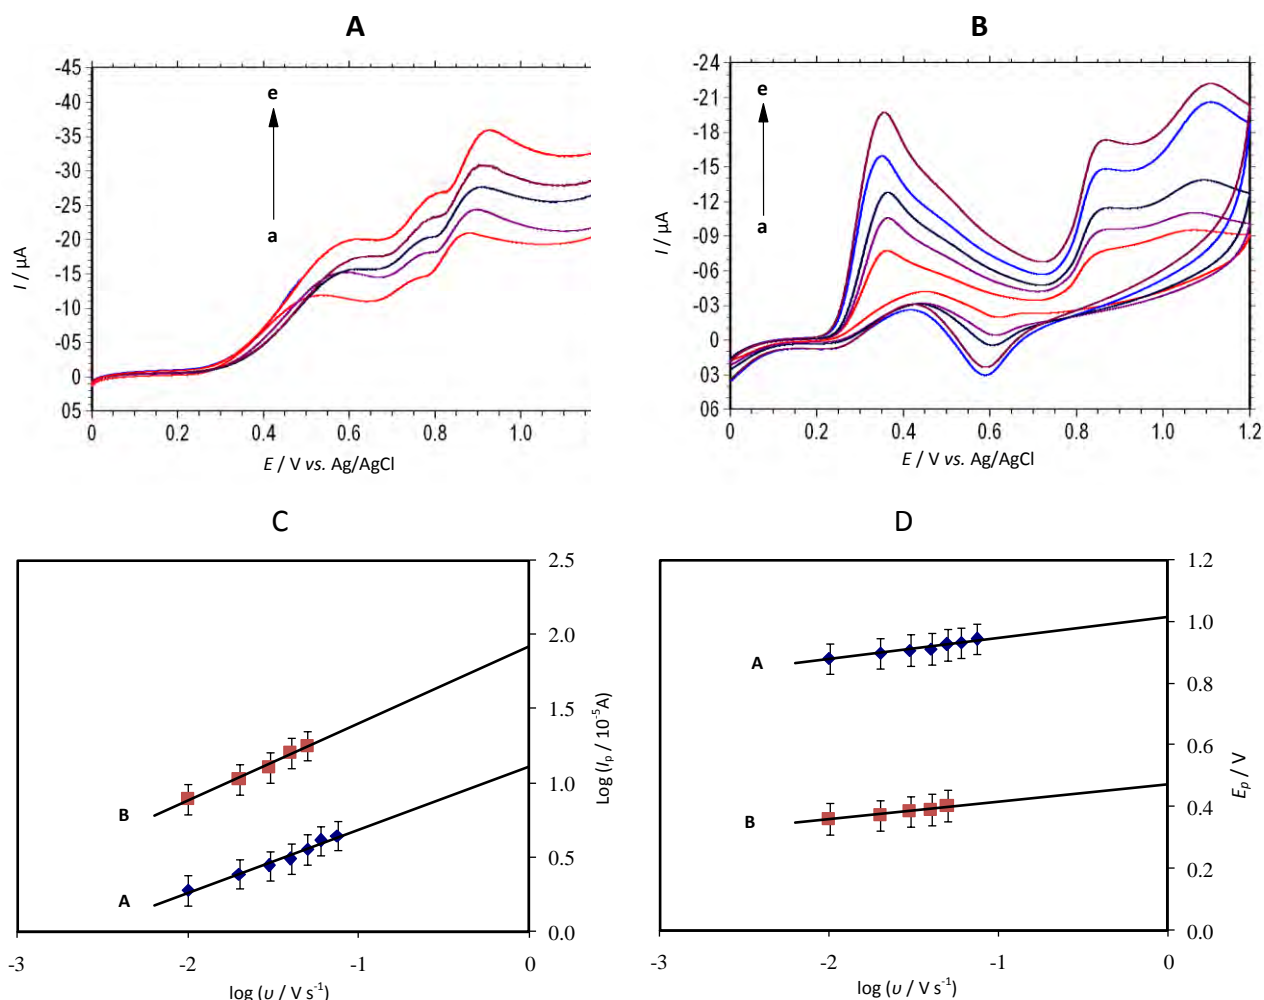 A
-45
-40
-35
-30
-25
-20
-15
-10
-05
0
05
I / µA
e
a
0 0.2 0.4 0.6 0.8 1.0
E / V vs. Ag/AgCl
B
-24
-21
-18
-15
-12
-09
-06
-03
0
03
06
I / µA
e
a
0 0.2 0.4 0.6 0.8 1.0 1.2
E / V vs. Ag/AgCl
C
2.5
2.0
1.5
1.0
0.5
0.0
Log (Ip / 10-5A)
B
A
-3 -2 -1 0
log (υ / V s-1)
D
1.2
1.0
0.8
0.6
0.4
0.2
0.0
Ep / V
A
B
-3 -2 -1 0
log (υ / V s-1)